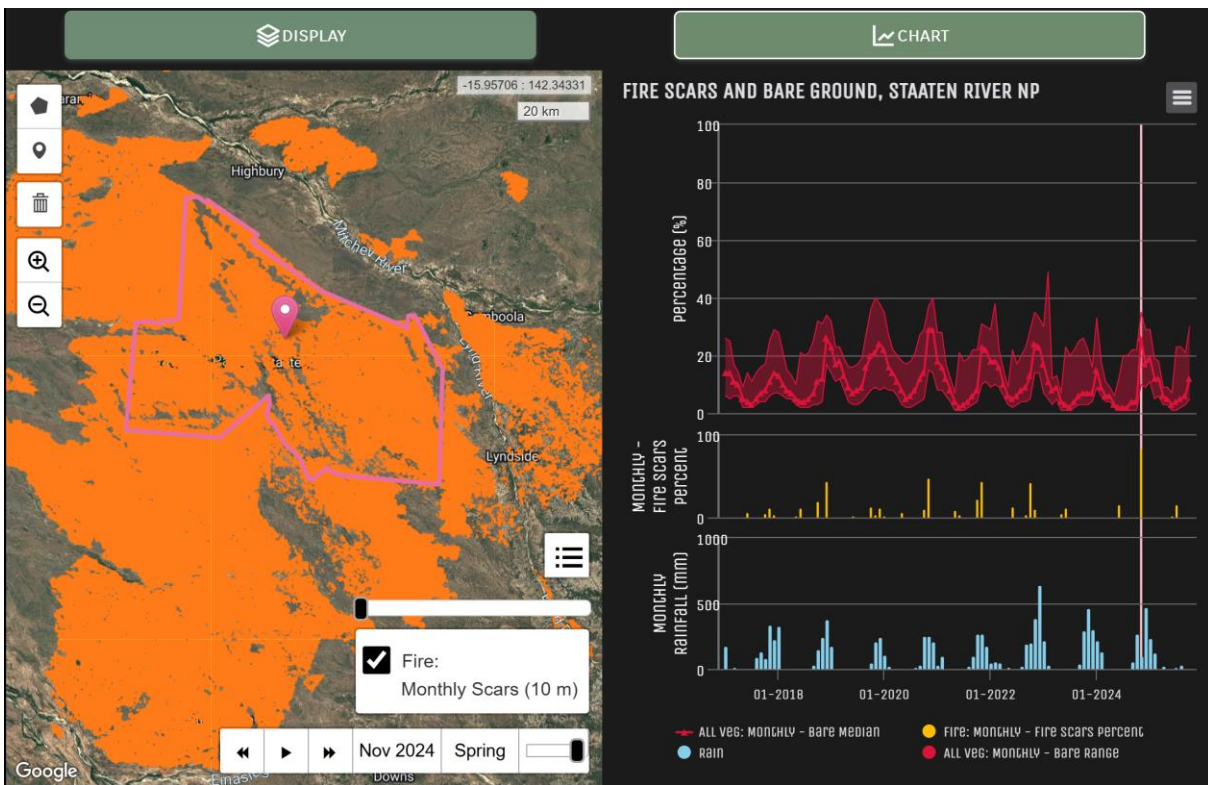 DISPLAY
CHART
-15.95706 : 142.34331
20 km
Highbury
Mitchell River
Lyndside
Fire:
Monthly Scars (10 m)
Nov 2024
Spring
Google
Downs
FIRE SCARS AND BARE GROUND, STAATEN RIVER NP
Percentage (%)
100
80
60
40
20
0
Monthly -
Fire Scars
Percent
100
0
Monthly
Rainfall (mm)
1000
500
0
01-2018
01-2020
01-2022
01-2024
All Veg: Monthly - Bare Median
Fire: Monthly - Fire Scars Percent
Rain
All Veg: Monthly - Bare Range